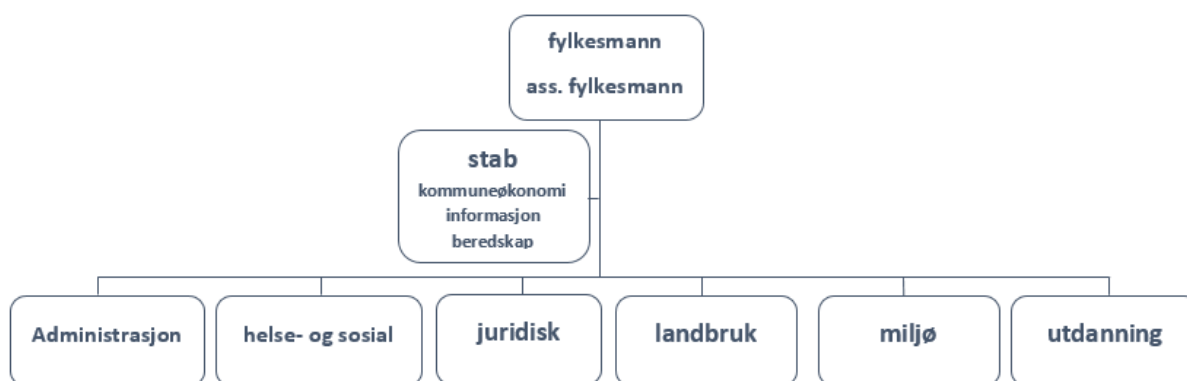 fylkesmann
ass. fylkesmann
stab
kommuneøkonomi
informasjon
beredskap
Administrasjon
helse- og sosial
juridisk
landbruk
miljø
utdanning